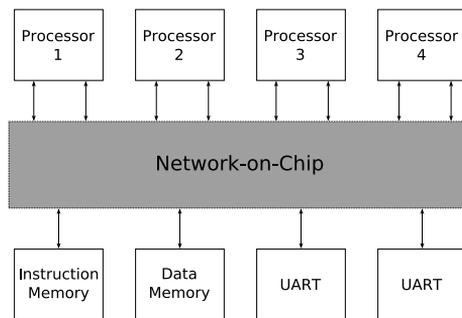 Processor
1
Processor
2
Processor
3
Processor
4
Network-on-Chip
Instruction
Memory
Data
Memory
UART
UART